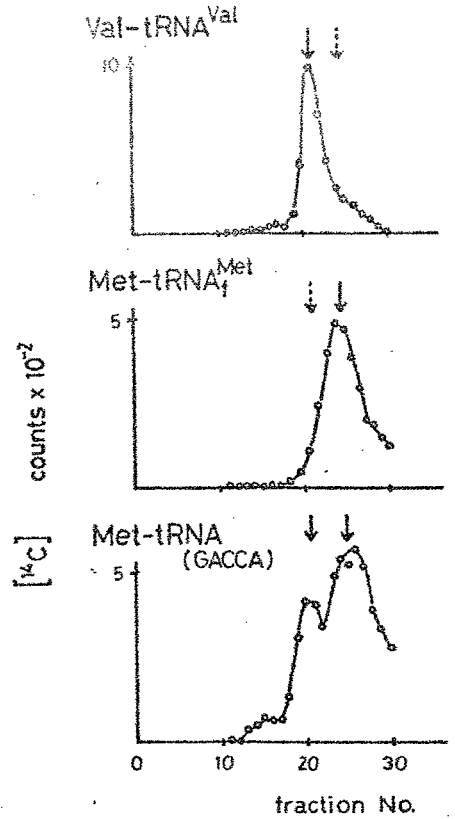 Val-tRNA^Val
10
Met-tRNA_f^Met
5
counts x 10^-2
[14C]
Met-tRNA
(GACCA)
5
0
10
20
30
fraction No.